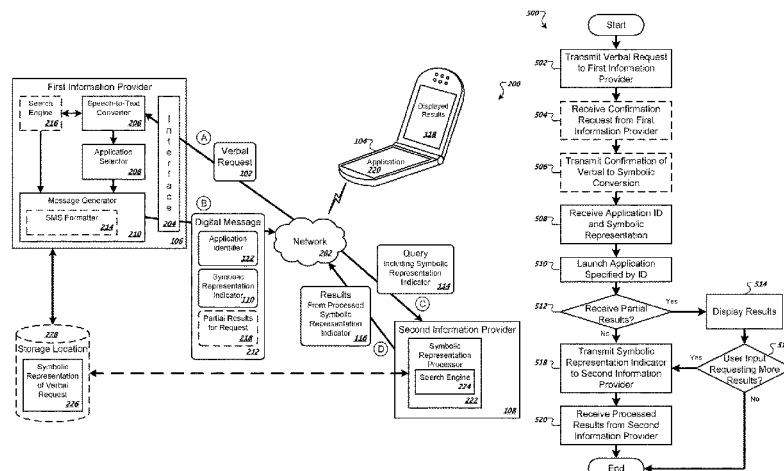 First Information Provider
Search Engine
216
Speech-to-Text Converter
206
Application Selector
208
Message Generator
SMS Formatter
214
210
Interface
204
106
A
Verbal Request
102
B
Digital Message
Application Identifier
112
Symbolic Representation Indicator
110
Partial Results for Request
218
212
Network
202
104
Displayed Results
118
Application
220
200
Query
Including Symbolic Representation Indicator
114
C
Results
From Processed Symbolic Representation Indicator
116
D
Second Information Provider
Symbolic Representation Processor
Search Engine
224
222
108
228
Storage Location
Symbolic Representation of Verbal Request
226
500
Start
502
Transmit Verbal Request to First Information Provider
504
Receive Confirmation Request from First Information Provider
506
Transmit Confirmation of Verbal to Symbolic Conversion
508
Receive Application ID and Symbolic Representation
510
Launch Application Specified by ID
512
Receive Partial Results?
Yes
No
514
Display Results
User Input Requesting More Results?
Yes
No
518
Transmit Symbolic Representation Indicator to Second Information Provider
520
Receive Processed Results from Second Information Provider
End